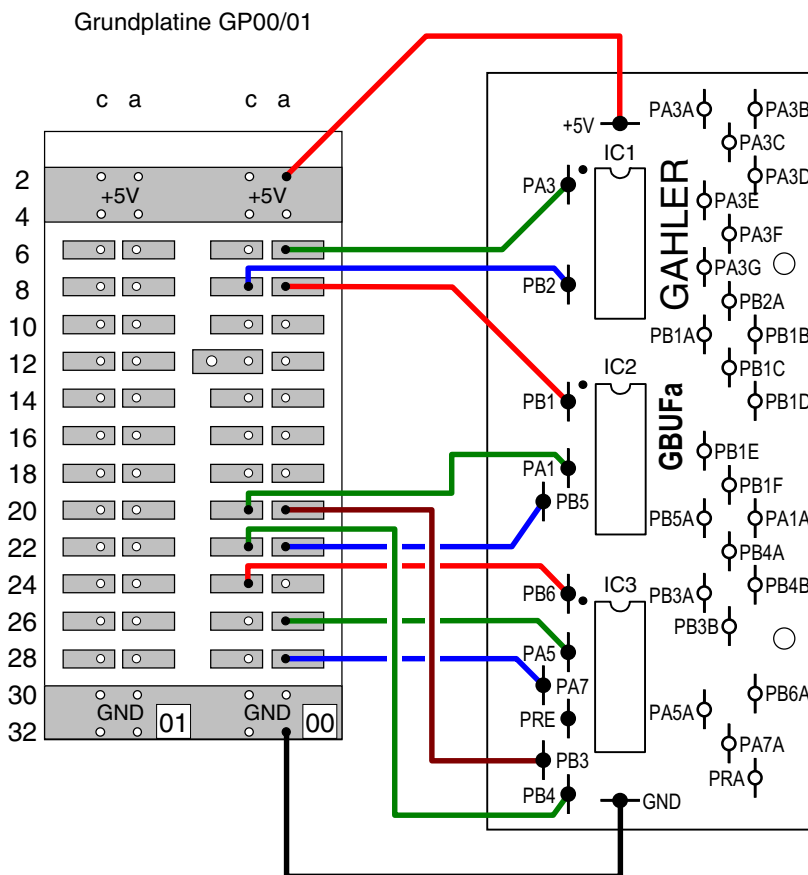 Grundplatine GP00/01
c a c a
2
+5V +5V
4
6
8
10
12
14
16
18
20
22
24
26
28
30
GND 01 GND 00
32
+5V
IC1
PA3
PB2
IC2
PB1
PA1
PB5
IC3
PB6
PA5
PA7
PRE
PB3
PB4
GND
GAHLER
GBUFa
PA3A PA3B
PA3C
PA3D
PA3E
PA3F
PA3G
PB2A
PB1A PB1B
PB1C
PB1D
PB1E
PB1F
PB5A PA1A
PB4A
PB3A PB4B
PB3B
PB6A
PA5A
PA7A
PRA